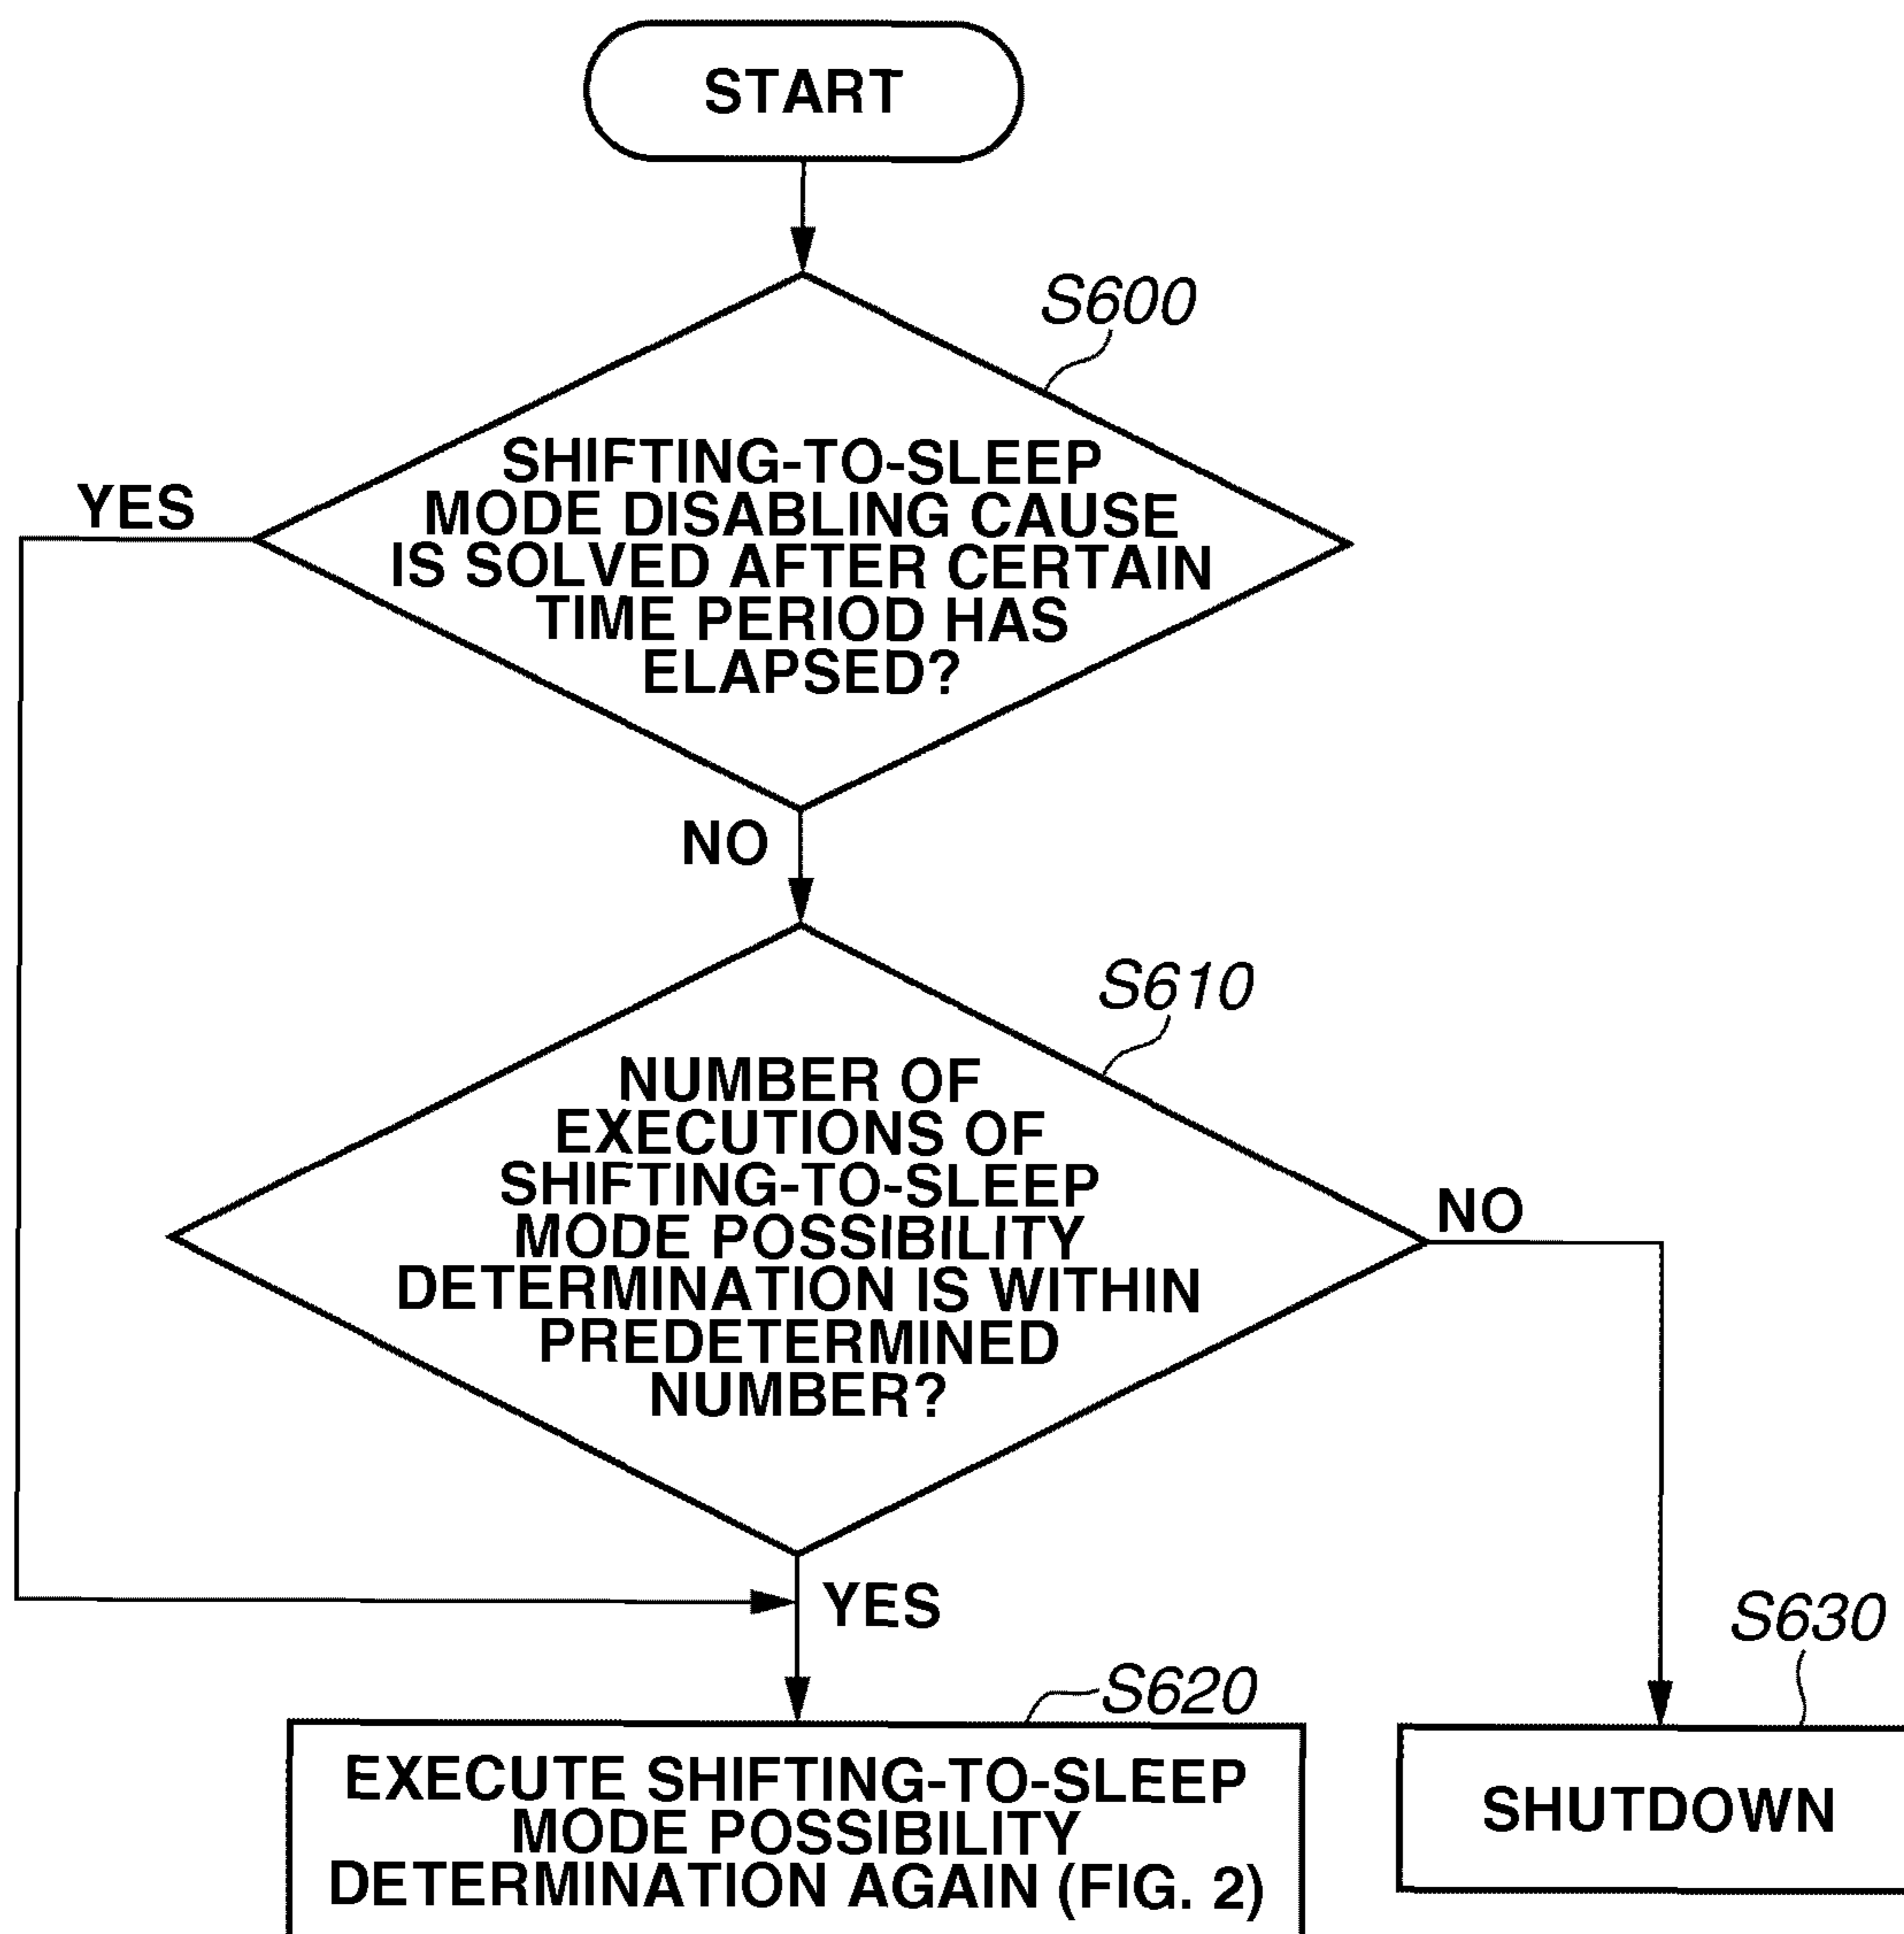 START
S600
SHIFTING-TO-SLEEP
MODE DISABLING CAUSE
IS SOLVED AFTER CERTAIN
TIME PERIOD HAS
ELAPSED?
YES
NO
S610
NUMBER OF
EXECUTIONS OF
SHIFTING-TO-SLEEP
MODE POSSIBILITY
DETERMINATION IS WITHIN
PREDETERMINED
NUMBER?
NO
YES
S630
S620
EXECUTE SHIFTING-TO-SLEEP
MODE POSSIBILITY
DETERMINATION AGAIN (FIG. 2)
SHUTDOWN